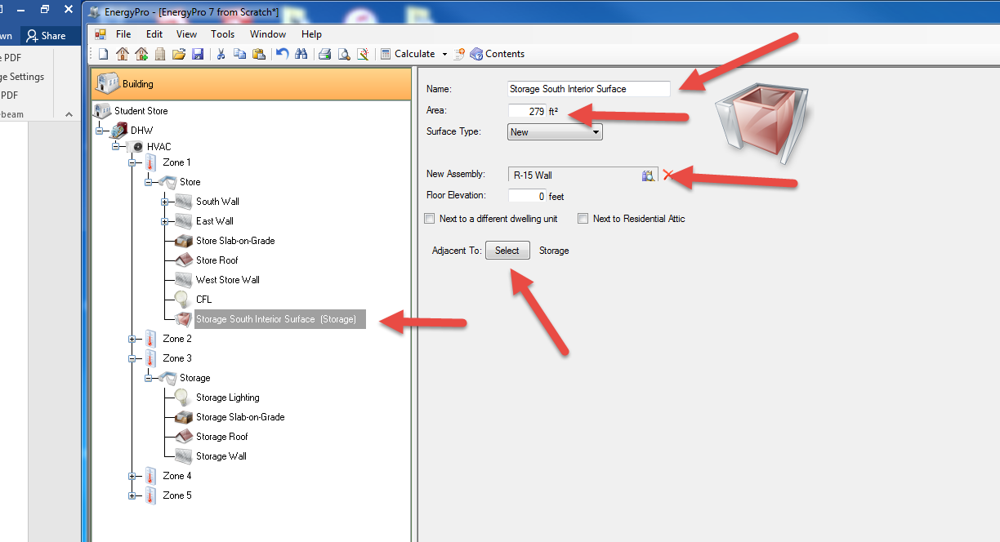 EnergyPro - [EnergyPro 7 from Scratch*]
wn Share
File Edit View Tools Window Help
PDF
Calculate Contents
ge Settings
PDF
beam
Building
Student Store
DHW
HVAC
Zone 1
Store
South Wall
East Wall
Store Slab-on-Grade
Store Roof
West Store Wall
CFL
Storage South Interior Surface (Storage)
Zone 2
Zone 3
Storage
Storage Lighting
Storage Slab-on-Grade
Storage Roof
Storage Wall
Zone 4
Zone 5
Name: Storage South Interior Surface
Area: 279 ft²
Surface Type: New
New Assembly: R-15 Wall
Floor Elevation: 0 feet
Next to a different dwelling unit Next to Residential Attic
Adjacent To: Select Storage